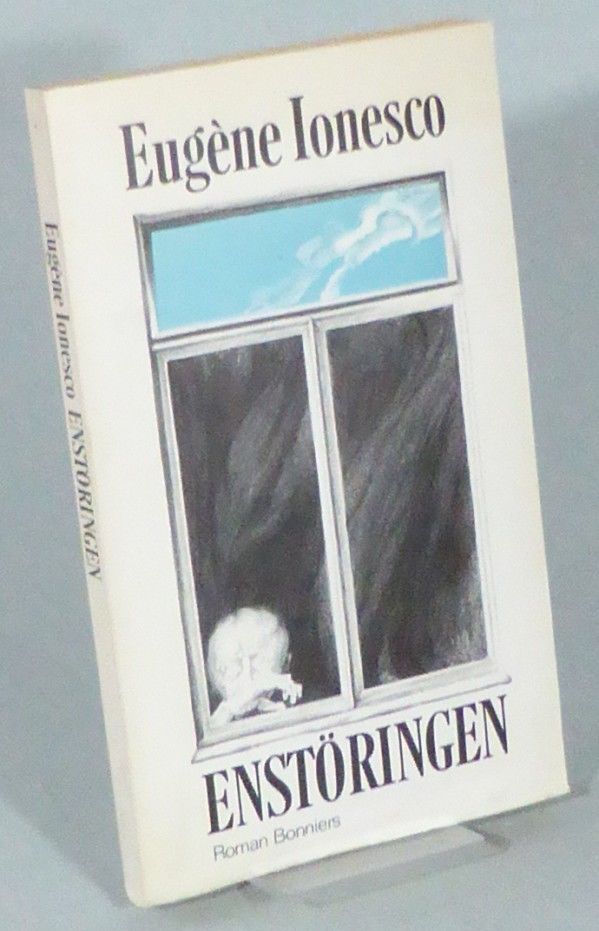 Eugène Ionesco
ENSTÖRINGEN
Roman Bonniers
Eugène Ionesco ENSTÖRINGEN